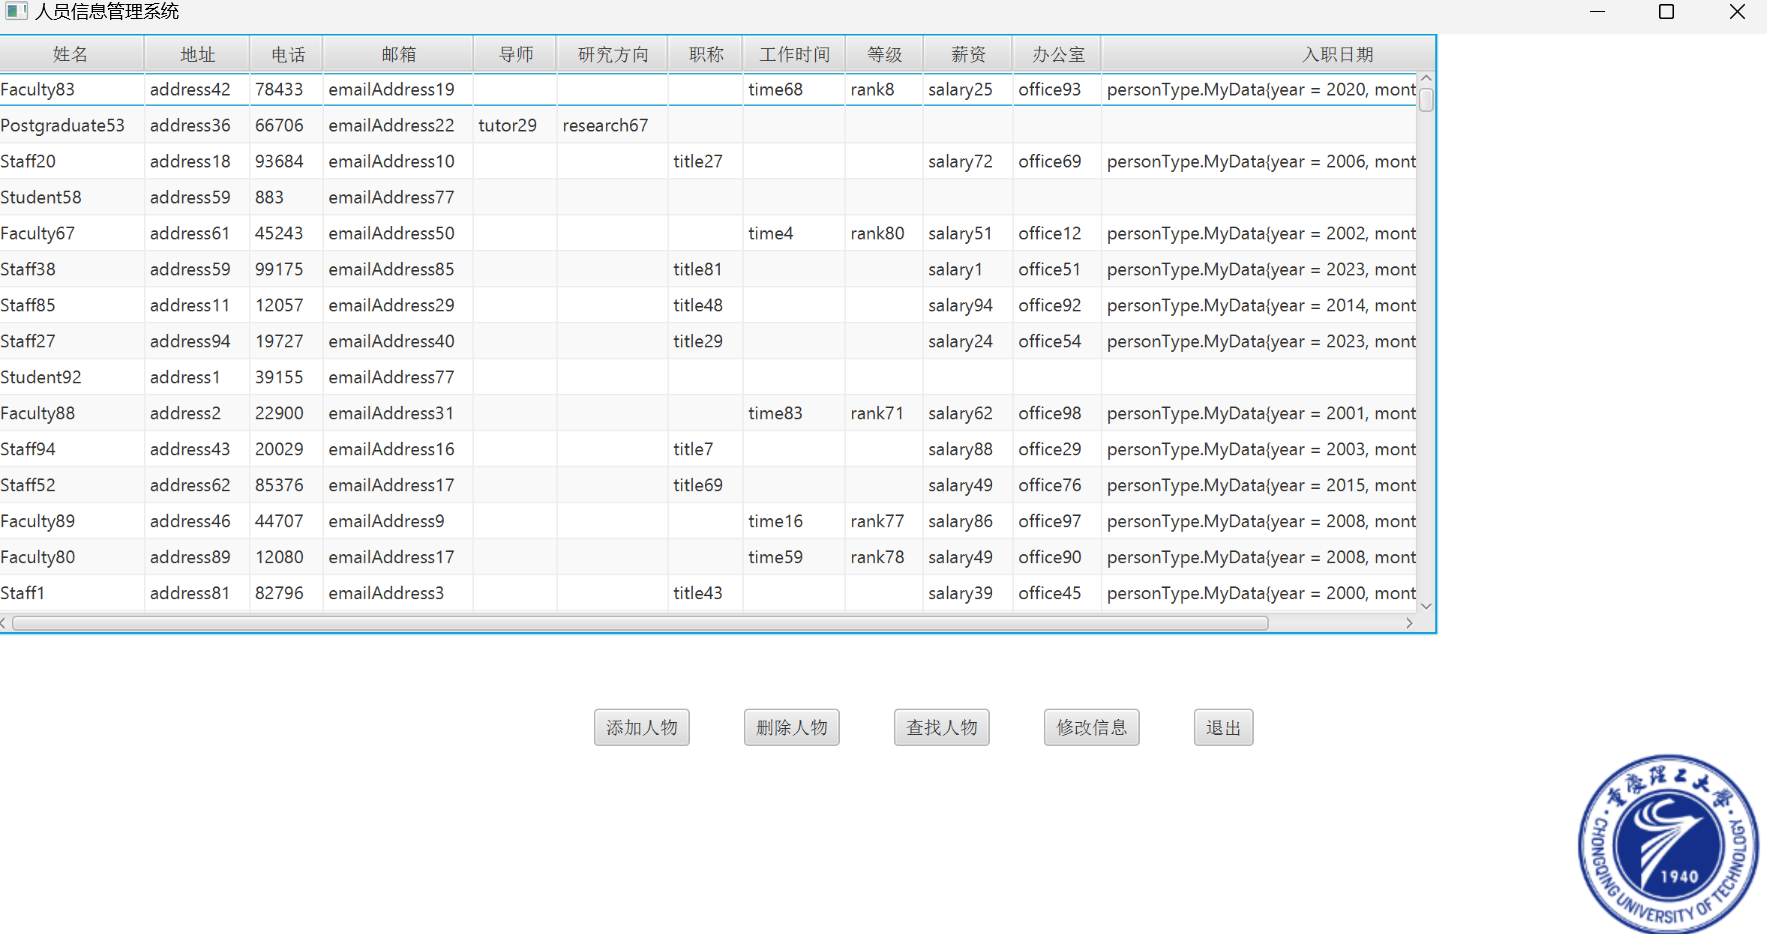 人员信息管理系统
姓名 地址 电话 邮箱 导师 研究方向 职称 工作时间 等级 薪资 办公室 入职日期
Faculty83 address42 78433 emailAddress19 time68 rank8 salary25 office93 personType.MyData{year = 2020, mont
Postgraduate53 address36 66706 emailAddress22 tutor29 research67
Staff20 address18 93684 emailAddress10 title27 salary72 office69 personType.MyData{year = 2006, mont
Student58 address59 883 emailAddress77
Faculty67 address61 45243 emailAddress50 time4 rank80 salary51 office12 personType.MyData{year = 2002, mont
Staff38 address59 99175 emailAddress85 title81 salary1 office51 personType.MyData{year = 2023, mont
Staff85 address11 12057 emailAddress29 title48 salary94 office92 personType.MyData{year = 2014, mont
Staff27 address94 19727 emailAddress40 title29 salary24 office54 personType.MyData{year = 2023, mont
Student92 address1 39155 emailAddress77
Faculty88 address2 22900 emailAddress31 time83 rank71 salary62 office98 personType.MyData{year = 2001, mont
Staff94 address43 20029 emailAddress16 title7 salary88 office29 personType.MyData{year = 2003, mont
Staff52 address62 85376 emailAddress17 title69 salary49 office76 personType.MyData{year = 2015, mont
Faculty89 address46 44707 emailAddress9 time16 rank77 salary86 office97 personType.MyData{year = 2008, mont
Faculty80 address89 12080 emailAddress17 time59 rank78 salary49 office90 personType.MyData{year = 2008, mont
Staff1 address81 82796 emailAddress3 title43 salary39 office45 personType.MyData{year = 2000, mont
添加人物 删除人物 查找人物 修改信息 退出
重庆理工大学
1940
CHONGQING UNIVERSITY OF TECHNOLOGY